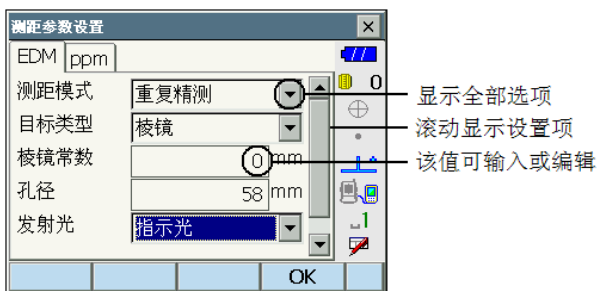 测距参数设置
EDM ppm
测距模式 重复精测
目标类型 棱镜
棱镜常数 0 mm
孔径 58 mm
发射光 指示光
OK
0
1
显示全部选项
滚动显示设置项
该值可输入或编辑